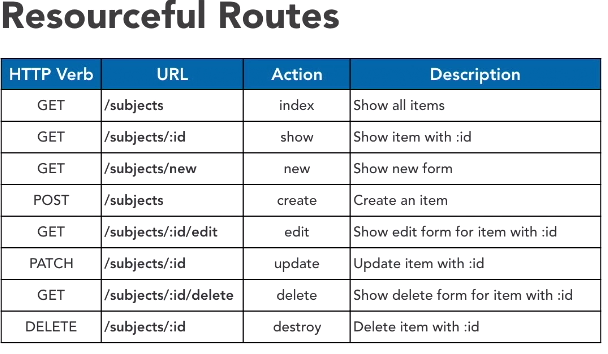 Resourceful Routes
HTTP Verb URL Action Description
GET /subjects index Show all items
GET /subjects/:id show Show item with :id
GET /subjects/new new Show new form
POST /subjects create Create an item
GET /subjects/:id/edit edit Show edit form for item with :id
PATCH /subjects/:id update Update item with :id
GET /subjects/:id/delete delete Show delete form for item with :id
DELETE /subjects/:id destroy Delete item with :id